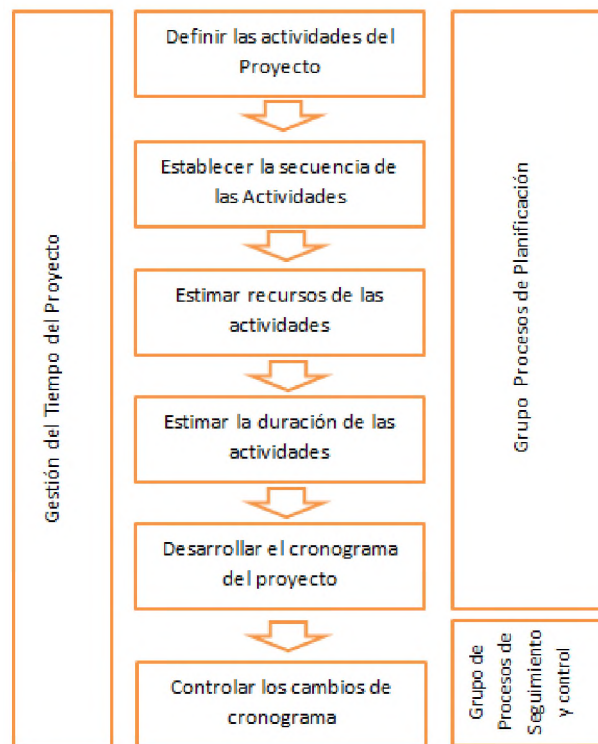 Gestión del Tiempo del Proyecto
Definir las actividades del
Proyecto
Establecer la secuencia de
las Actividades
Estimar recursos de las
actividades
Estimar la duración de las
actividades
Desarrollar el cronograma
del proyecto
Controlar los cambios de
cronograma
Grupo Procesos de Planificación
Grupo de
Procesos de
Seguimiento
y control